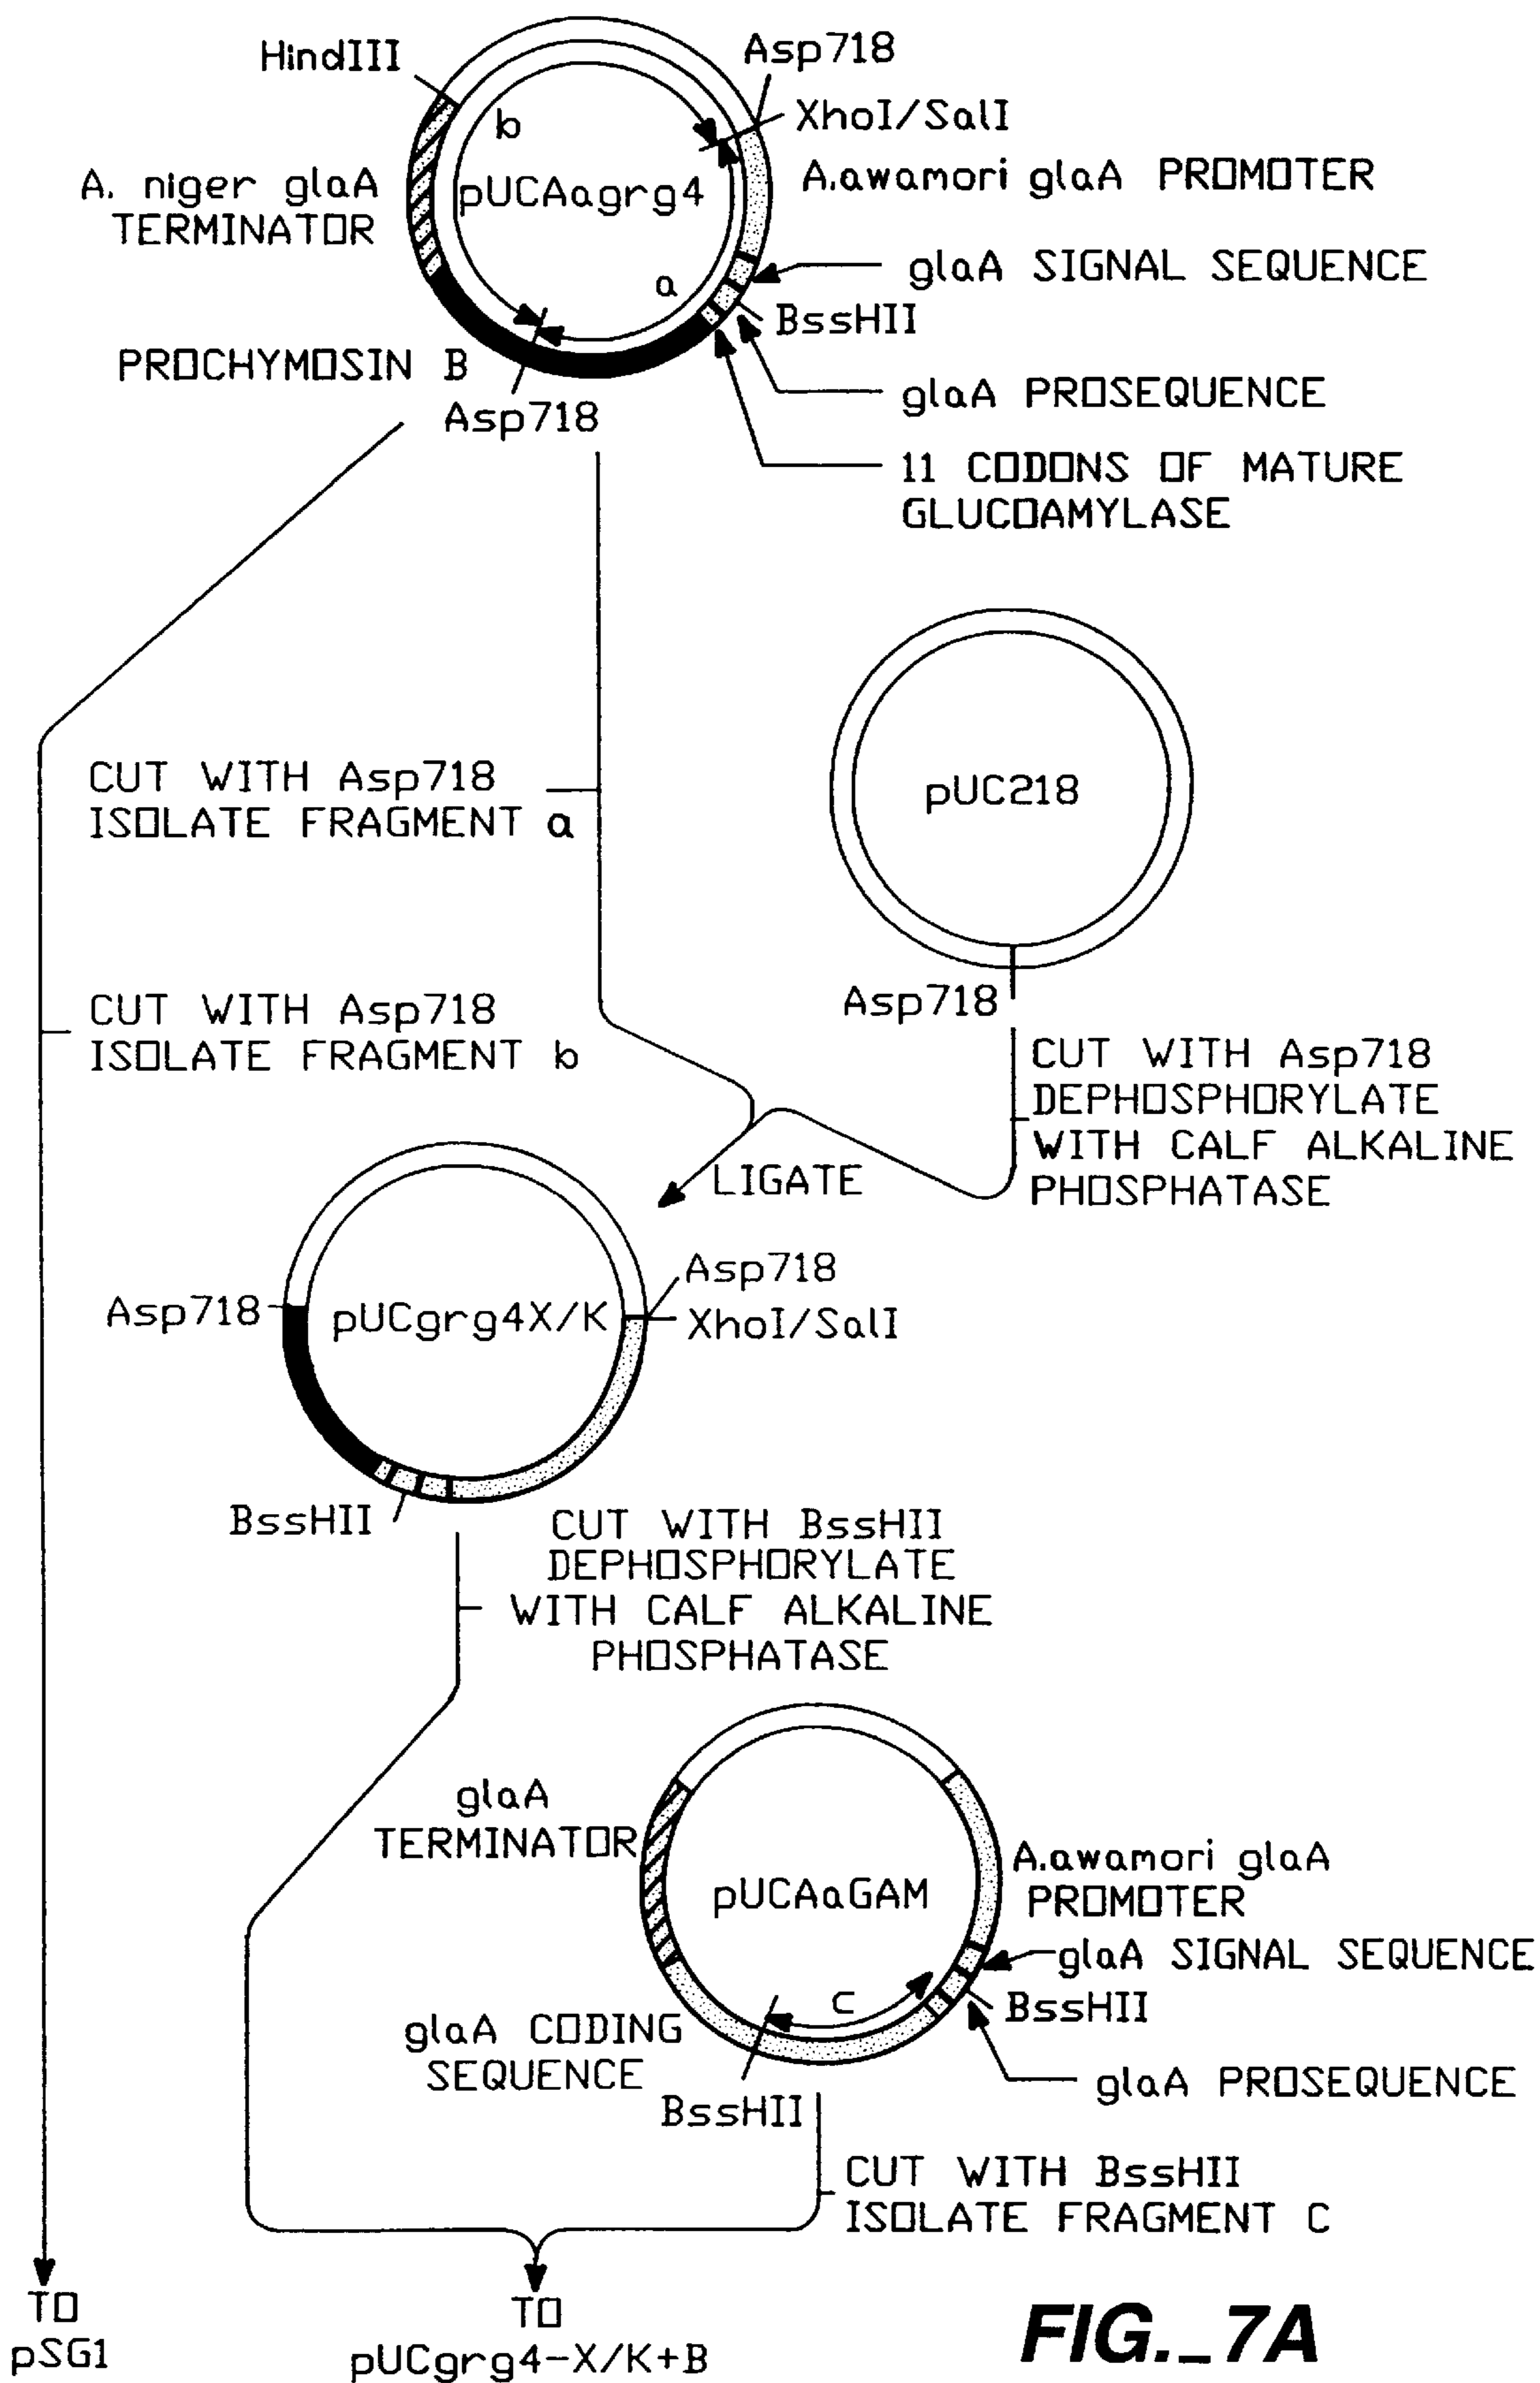 HindIII
Asp718
XhoI/SalI
b
pUCAagrg4
A. niger glaA
TERMINATOR
A.awamori glaA PROMOTER
glaA SIGNAL SEQUENCE
a
BssHII
PROCHYMOSIN B
Asp718
glaA PROSEQUENCE
11 CODONS OF MATURE
GLUCOAMYLASE
CUT WITH Asp718
ISOLATE FRAGMENT a
pUC218
Asp718
CUT WITH Asp718
ISOLATE FRAGMENT b
CUT WITH Asp718
DEPHOSPHORYLATE
WITH CALF ALKALINE
PHOSPHATASE
LIGATE
Asp718
Asp718
pUCgrg4X/K
XhoI/SalI
BssHII
CUT WITH BssHII
DEPHOSPHORYLATE
WITH CALF ALKALINE
PHOSPHATASE
glaA
TERMINATOR
pUCAaGAM
A.awamori glaA
PROMOTER
glaA SIGNAL SEQUENCE
BssHII
c
glaA CODING
SEQUENCE
BssHII
glaA PROSEQUENCE
CUT WITH BssHII
ISOLATE FRAGMENT C
TO
pSG1
TO
pUCgrg4-X/K+B
FIG._7A